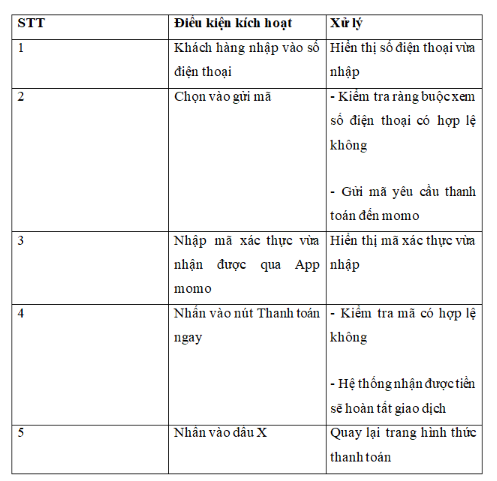 STT Điều kiện kích hoạt Xử lý
1 Khách hàng nhập vào số Hiển thị số điện thoại vừa
điện thoại nhập
2 Chọn vào gửi mã - Kiểm tra ràng buộc xem
số điện thoại có hợp lệ
không
- Gửi mã yêu cầu thanh
toán đến momo
3 Nhập mã xác thực vừa Hiển thị mã xác thực vừa
nhận được qua App nhập
momo
4 Nhấn vào nút Thanh toán - Kiểm tra mã có hợp lệ
ngay không
- Hệ thống nhận được tiền
sẽ hoàn tất giao dịch
5 Nhấn vào dấu X Quay lại trang hình thức
thanh toán